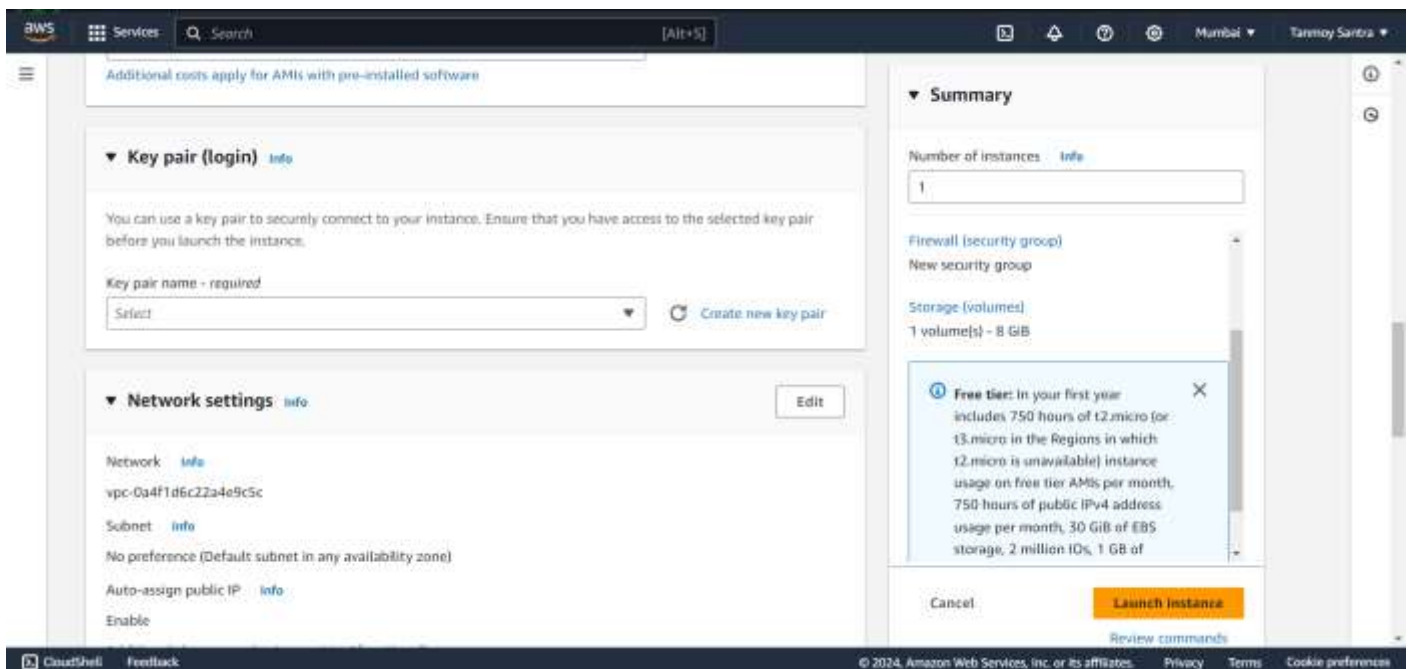 aws
Services
Search
[Alt+S]
Mumbai
Tanmoy Santra
Additional costs apply for AMIs with pre-installed software
Key pair (login) Info
You can use a key pair to securely connect to your instance. Ensure that you have access to the selected key pair
before you launch the instance.
Key pair name - required
Select
Create new key pair
Network settings Info
Edit
Network Info
vpc-0a4f1d6c22a4e9c5c
Subnet Info
No preference (Default subnet in any availability zone)
Auto-assign public IP Info
Enable
Summary
Number of instances Info
1
Firewall (security group)
New security group
Storage (volumes)
1 volume(s) - 8 GiB
Free tier: In your first year
includes 750 hours of t2.micro (or
t3.micro in the Regions in which
t2.micro is unavailable) instance
usage on free tier AMIs per month,
750 hours of public IPv4 address
usage per month, 30 GiB of EBS
storage, 2 million IOs, 1 GB of
Cancel
Launch instance
Review commands
CloudShell
Feedback
© 2024, Amazon Web Services, Inc. or its affiliates.
Privacy
Terms
Cookie preferences